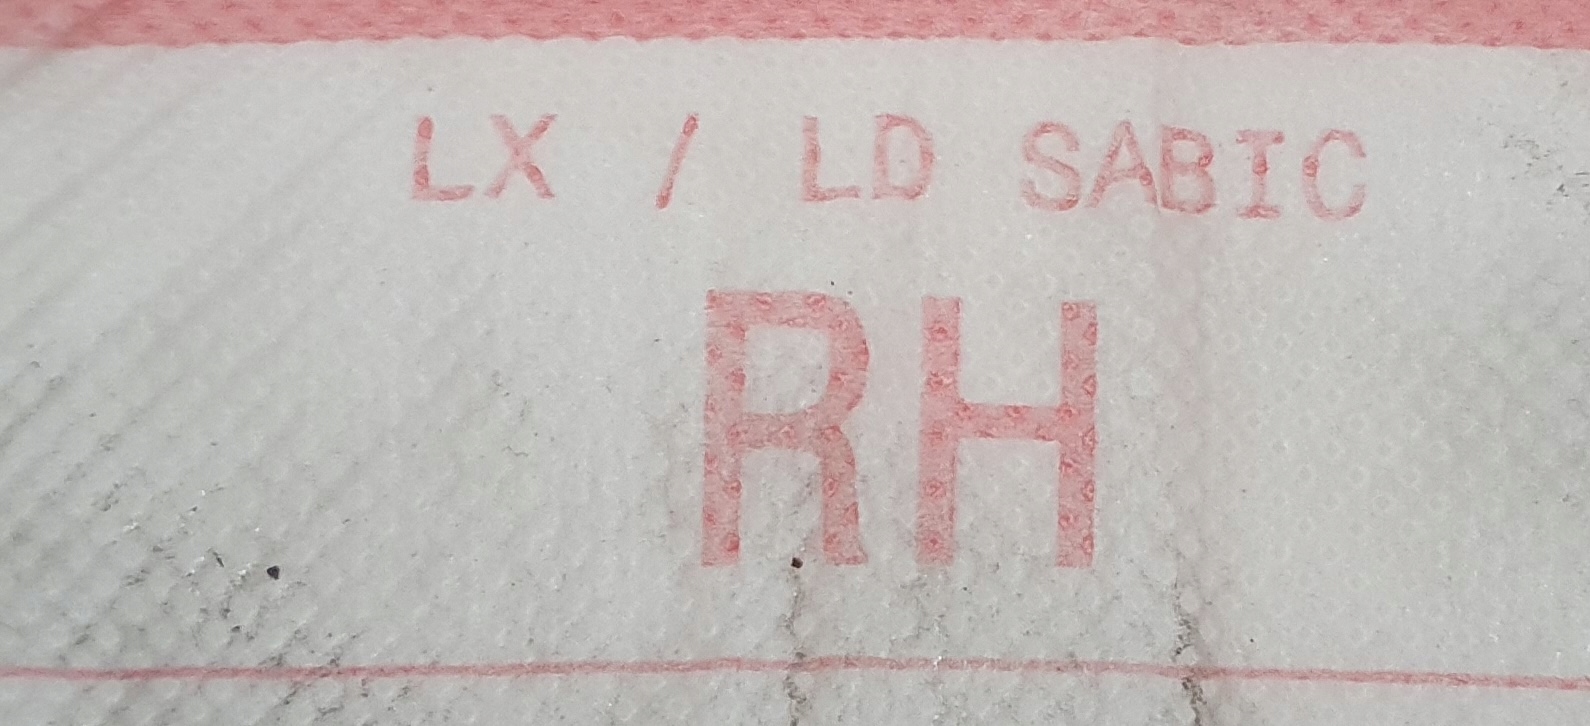 LX / LD SABIC
RH